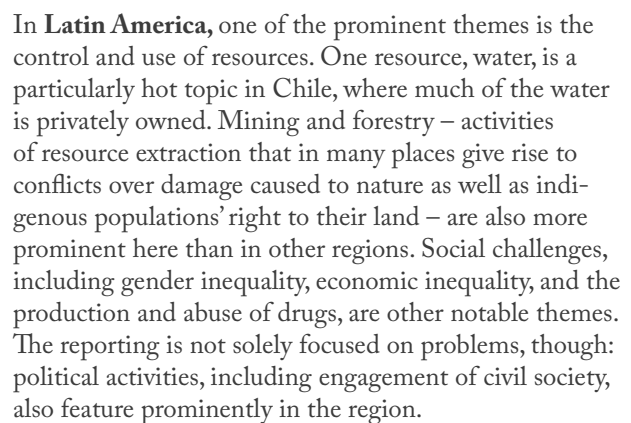 In Latin America, one of the prominent themes is the
control and use of resources. One resource, water, is a
particularly hot topic in Chile, where much of the water
is privately owned. Mining and forestry – activities
of resource extraction that in many places give rise to
conflicts over damage caused to nature as well as indi-
genous populations’ right to their land – are also more
prominent here than in other regions. Social challenges,
including gender inequality, economic inequality, and the
production and abuse of drugs, are other notable themes.
The reporting is not solely focused on problems, though:
political activities, including engagement of civil society,
also feature prominently in the region.